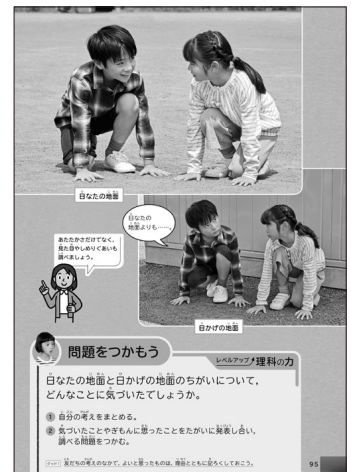 日なたの地面
日なたの
地面よりも……。
あたたかさだけでなく、
見た目やしめりぐあいも
調べましょう。
日かげの地面
問題をつかもう
レベルアップ 理科の力
日なたの地面と日かげの地面のちがいについて、
どんなことに気づいたでしょうか。
1 自分の考えをまとめる。
2 気づいたことやぎもんに思ったことをたがいに発表し合い、
調べる問題をつかむ。
友だちの考えのなかで、よいと思ったものは、理由とともに記ろくしておこう。
95